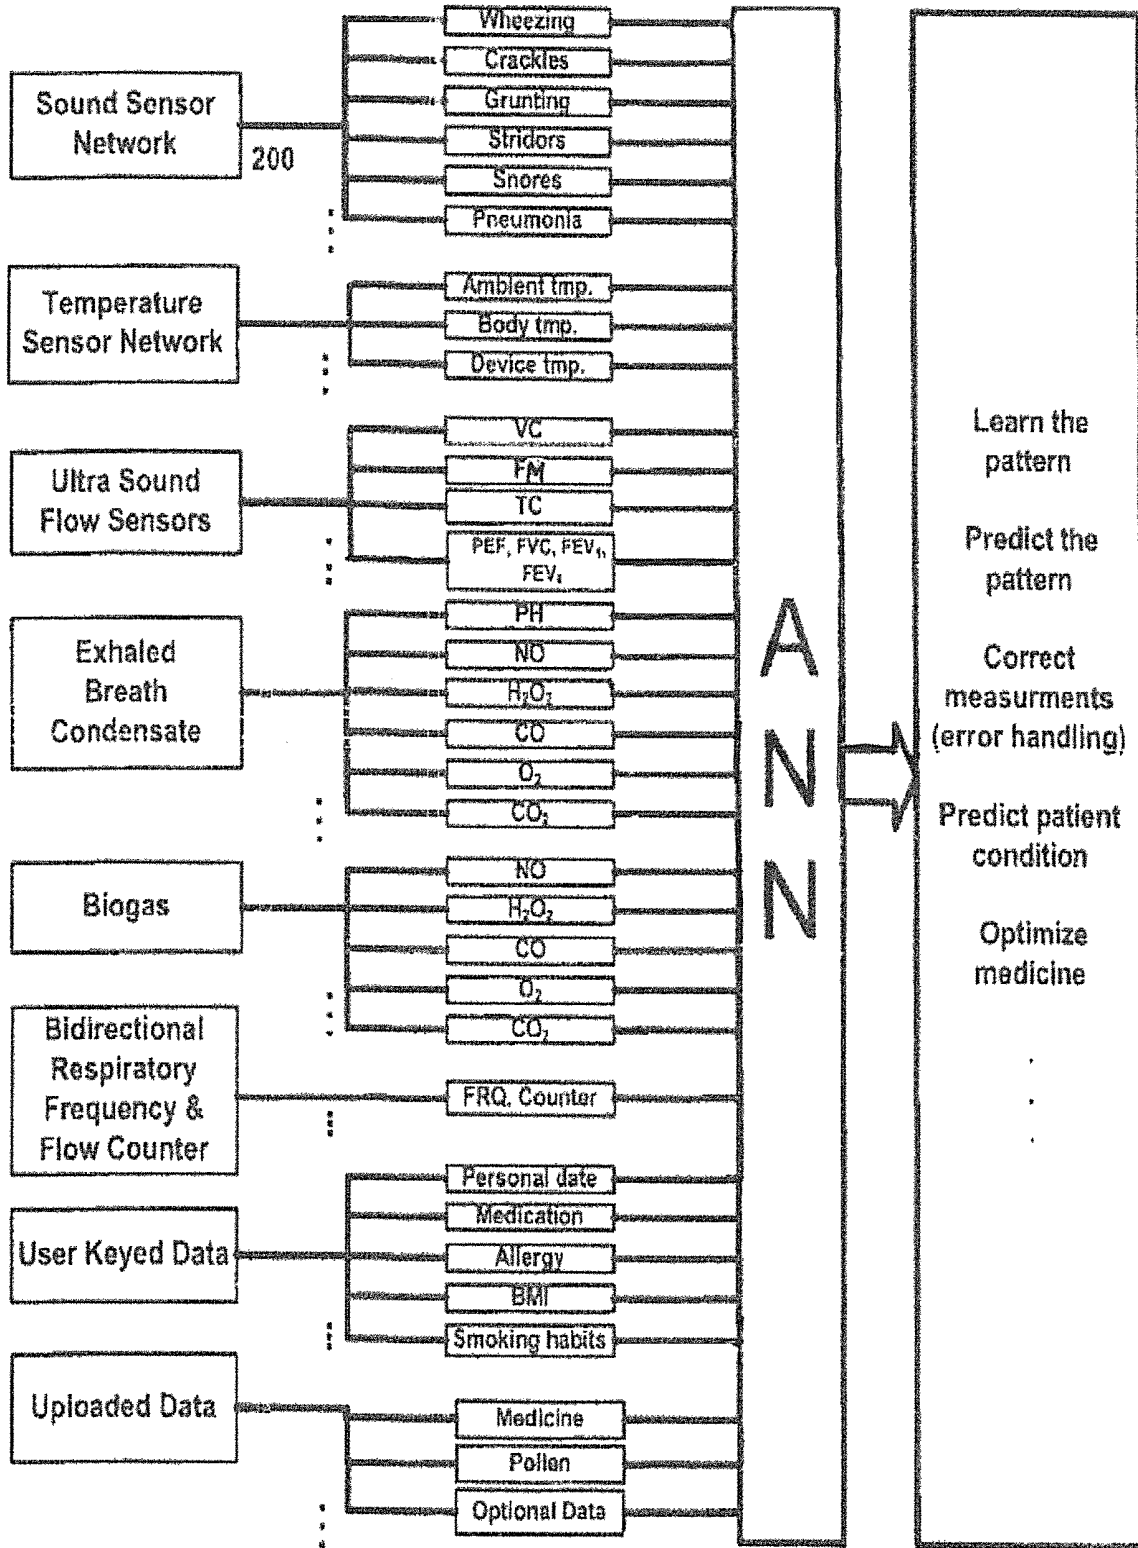 Sound Sensor
Network
200
Wheezing
Crackles
Grunting
Stridors
Snores
Pneumonia
Temperature
Sensor Network
Ambient tmp.
Body tmp.
Device tmp.
Ultra Sound
Flow Sensors
VC
FM
TC
PEF, FVC, FEV₁,
Exhaled
Breath
Condensate
PH
NO
H₂O₂
CO
O₂
CO₂
Biogas
NO
H₂O₂
CO
O₂
CO₂
Bidirectional
Respiratory
Frequency &
Flow Counter
FRQ. Counter
User Keyed Data
Personal date
Medication
Allergy
BMI
Smoking habits
Uploaded Data
Medicine
Pollen
Optional Data
A
N
N
Learn the
pattern
Predict the
pattern
Correct
measurments
(error handling)
Predict patient
condition
Optimize
medicine